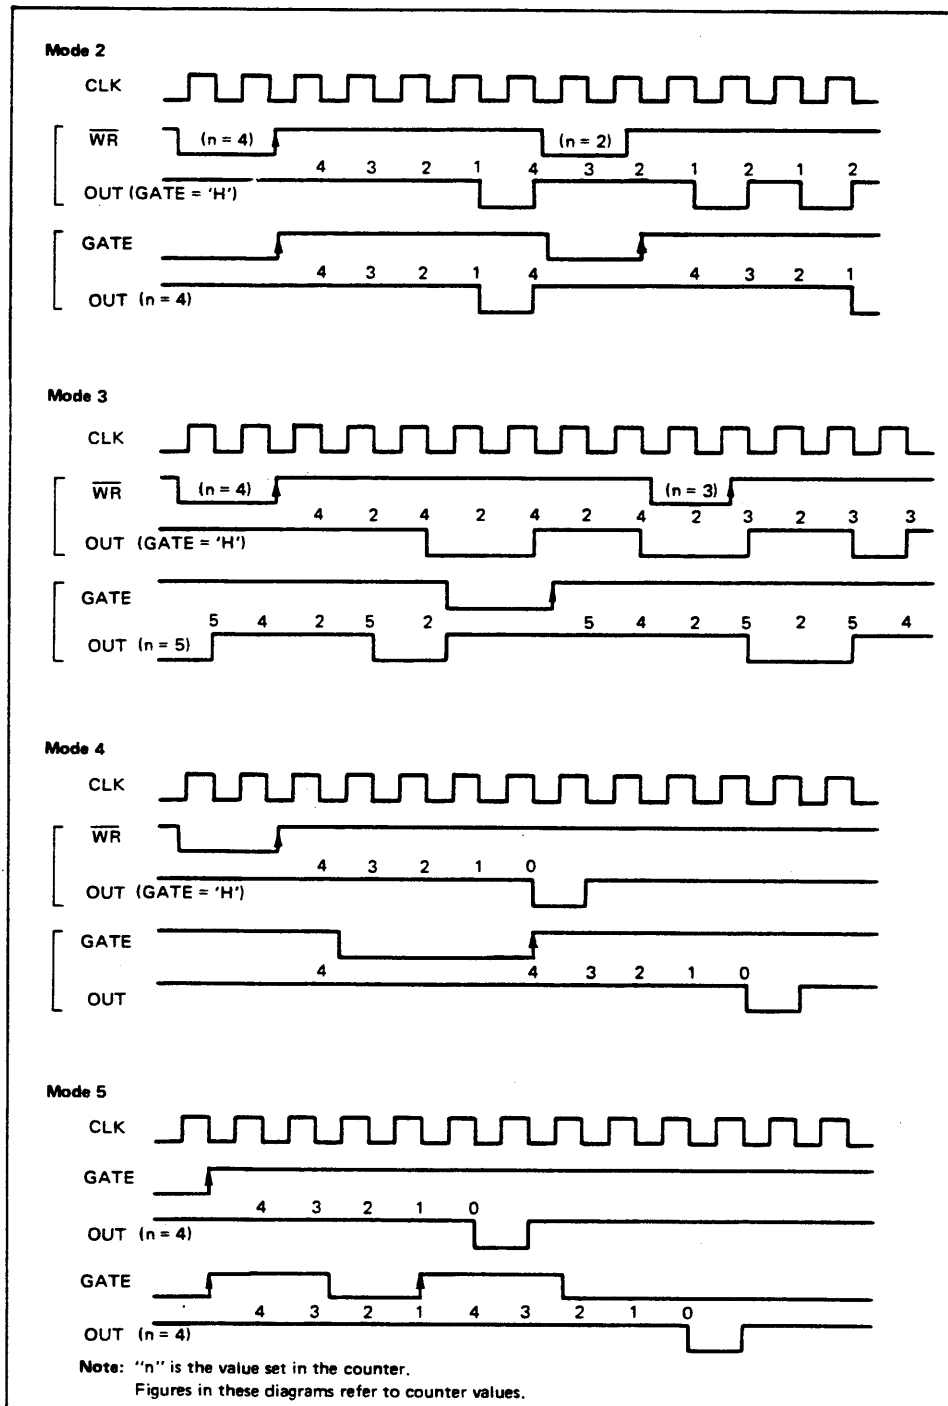 Mode 2
CLK
WR (n = 4) (n = 2)
4 3 2 1 4 3 2 1 2 1 2
OUT (GATE = 'H')
GATE
4 3 2 1 4 4 3 2 1
OUT (n = 4)
Mode 3
CLK
WR (n = 4) (n = 3)
4 2 4 2 4 2 4 2 3 2 3 3
OUT (GATE = 'H')
GATE
5 4 2 5 2 5 4 2 5 2 5 4
OUT (n = 5)
Mode 4
CLK
WR
4 3 2 1 0
OUT (GATE = 'H')
GATE
4 4 3 2 1 0
OUT
Mode 5
CLK
GATE
4 3 2 1 0
OUT (n = 4)
GATE
4 3 2 1 4 3 2 1 0
OUT (n = 4)
Note: "n" is the value set in the counter.
Figures in these diagrams refer to counter values.